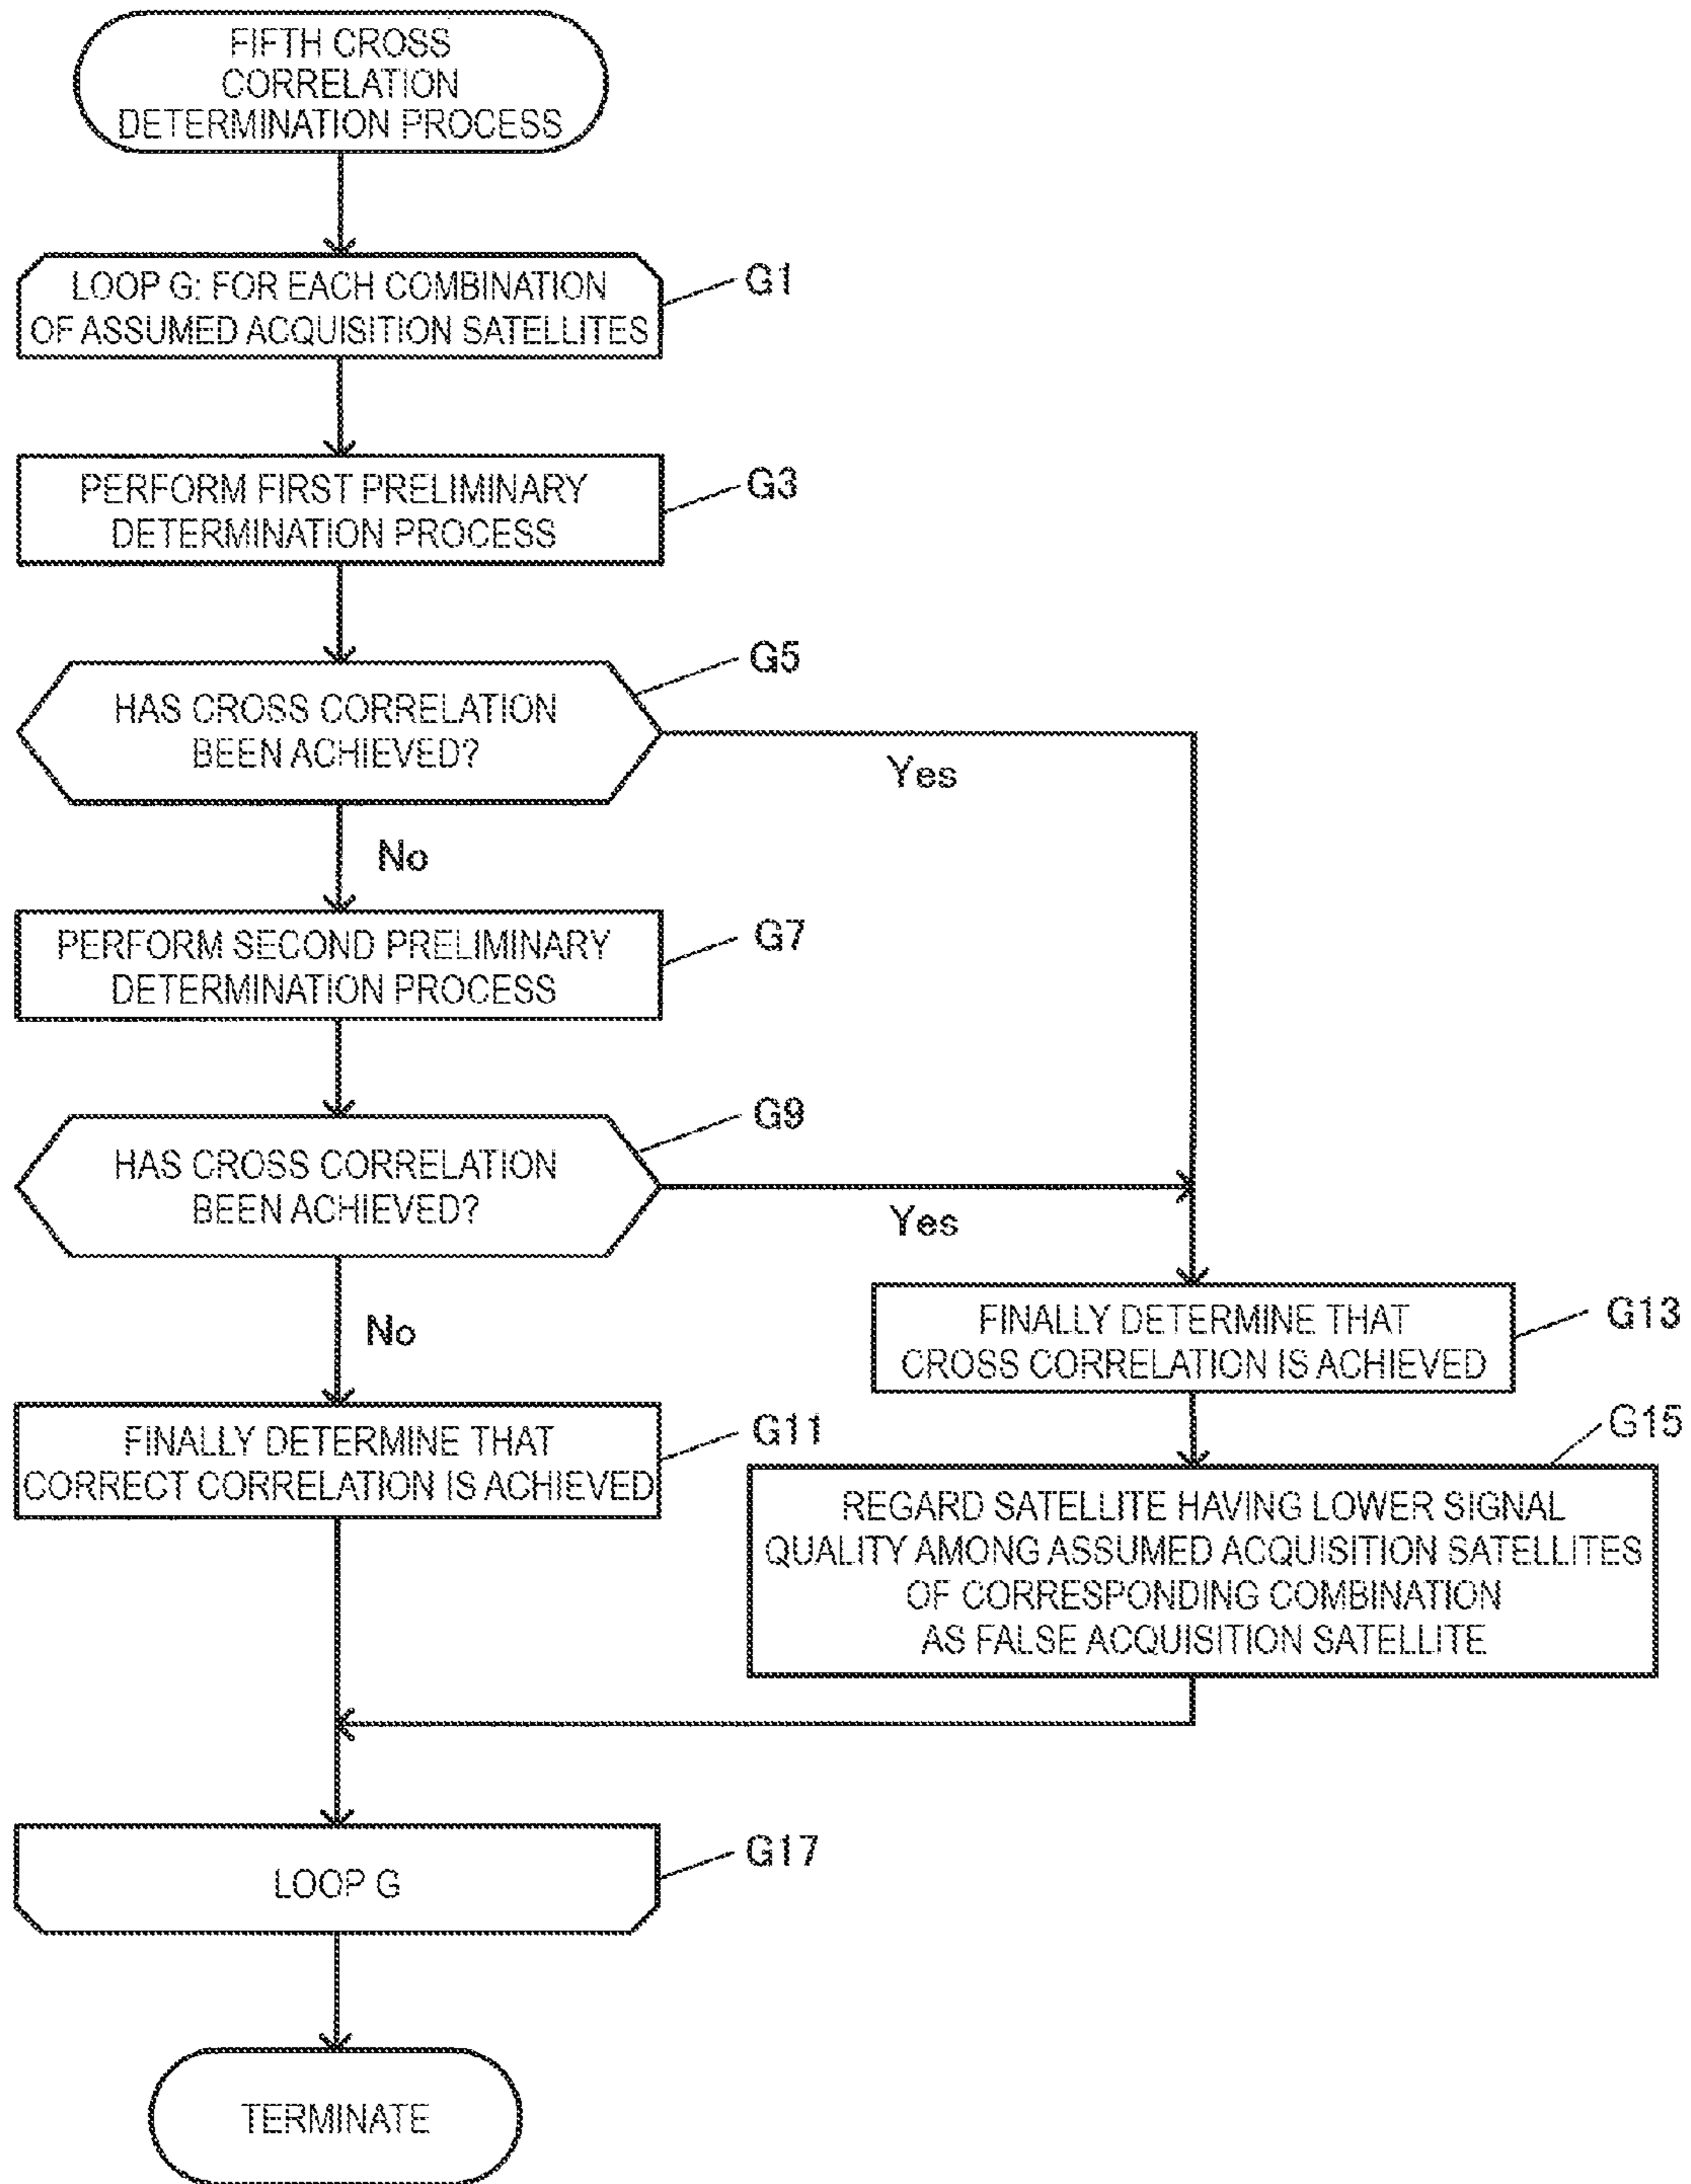 FIFTH CROSS
CORRELATION
DETERMINATION PROCESS
LOOP G: FOR EACH COMBINATION
OF ASSUMED ACQUISITION SATELLITES
G1
PERFORM FIRST PRELIMINARY
DETERMINATION PROCESS
G3
HAS CROSS CORRELATION
BEEN ACHIEVED?
G5
Yes
No
PERFORM SECOND PRELIMINARY
DETERMINATION PROCESS
G7
HAS CROSS CORRELATION
BEEN ACHIEVED?
G9
Yes
No
FINALLY DETERMINE THAT
CROSS CORRELATION IS ACHIEVED
G13
FINALLY DETERMINE THAT
CORRECT CORRELATION IS ACHIEVED
G11
REGARD SATELLITE HAVING LOWER SIGNAL
QUALITY AMONG ASSUMED ACQUISITION SATELLITES
OF CORRESPONDING COMBINATION
AS FALSE ACQUISITION SATELLITE
G15
LOOP G
G17
TERMINATE